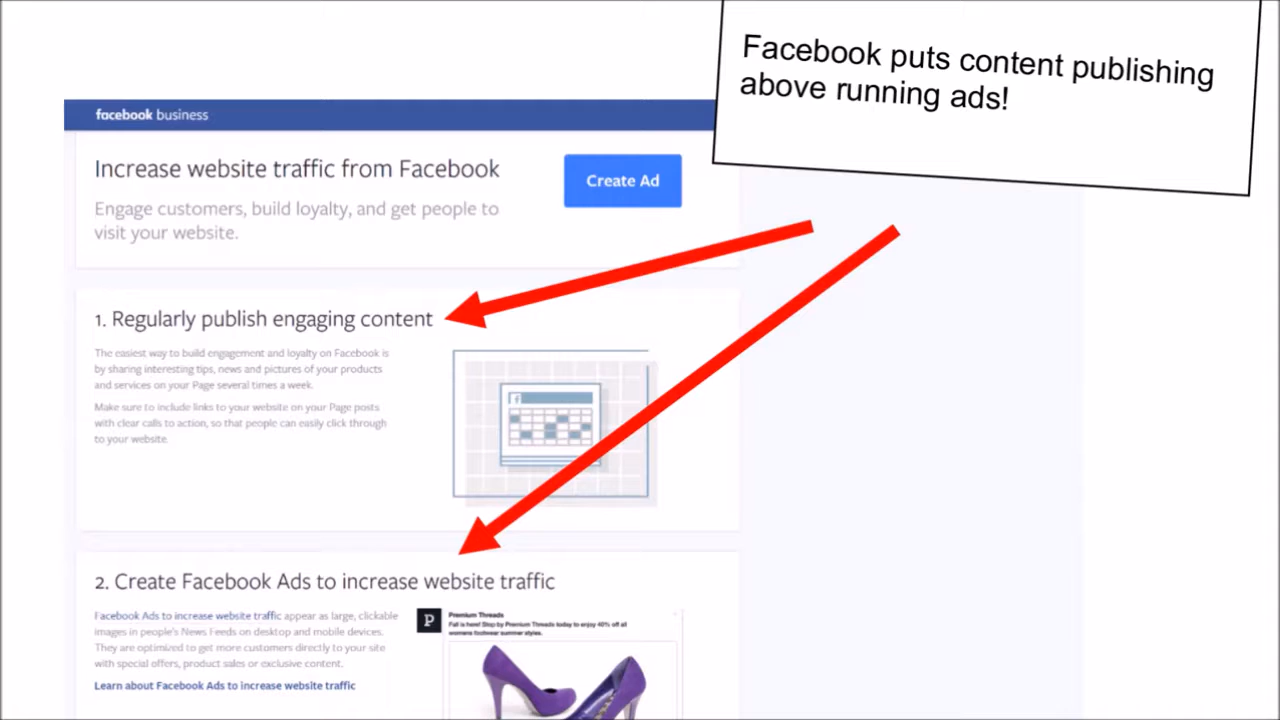 Facebook puts content publishing
above running ads!
facebook business
Increase website traffic from Facebook
Create Ad
Engage customers, build loyalty, and get people to
visit your website.
1. Regularly publish engaging content
The easiest way to build engagement and loyalty on Facebook is
by sharing interesting tips, news and pictures of your products
and services on your Page several times a week.
Make sure to include links to your website on your Page posts
with clear calls to action, so that people can easily click through
to your website.
f
2. Create Facebook Ads to increase website traffic
Facebook Ads to increase website traffic appear as large, clickable
images in people's News Feeds on desktop and mobile devices.
They are optimized to get more customers directly to your site
with special offers, product sales or exclusive content.
Learn about Facebook Ads to increase website traffic
P
Premium Threads
Fall is here! Stop by Premium Threads today to enjoy 40% off all
womens footwear summer styles.